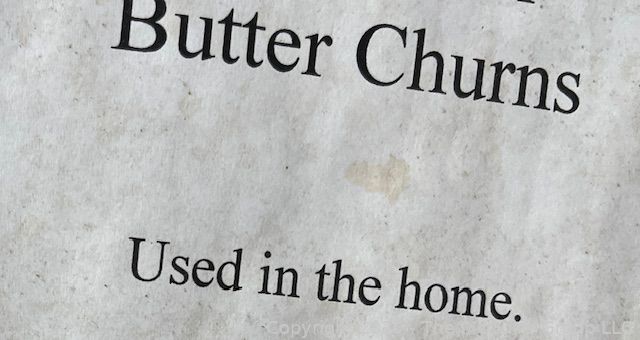 Butter Churns
Used in the home.